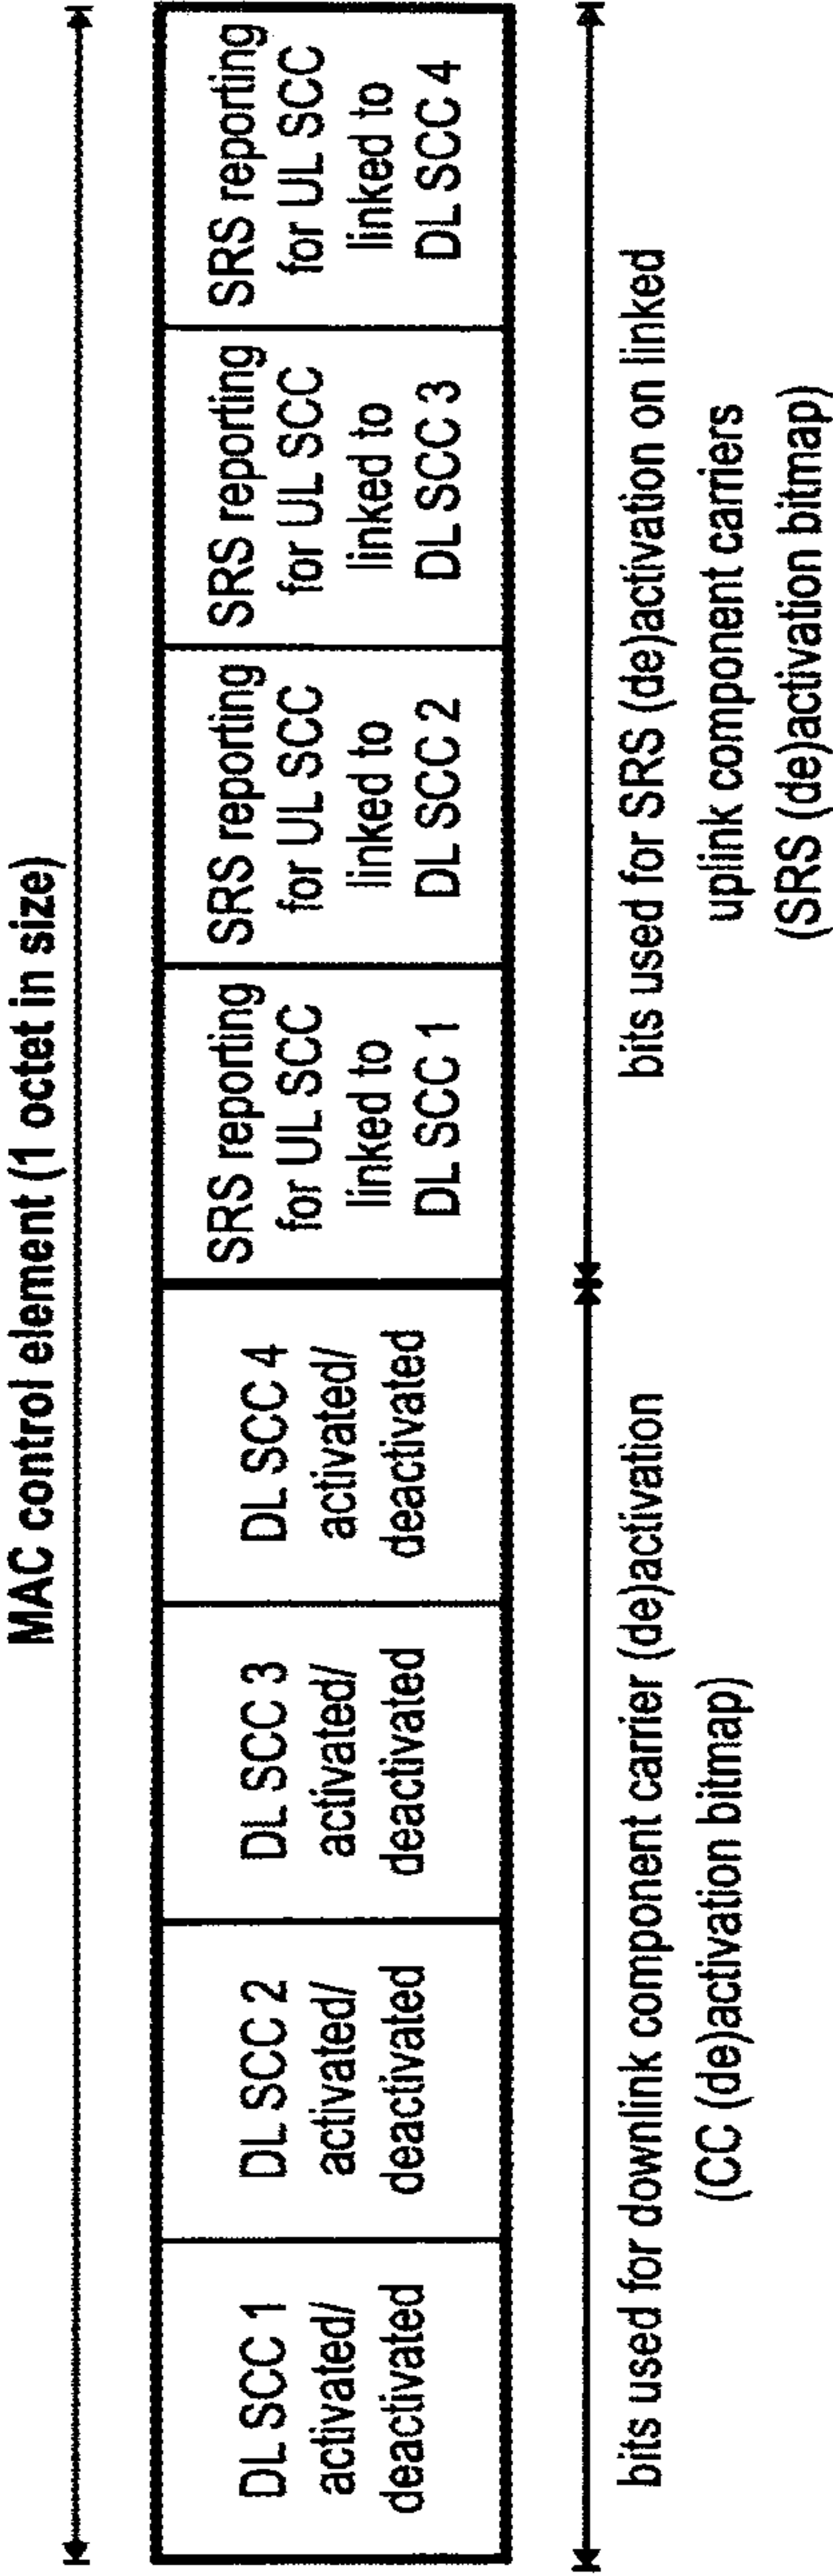 MAC control element (1 octet in size)
DL SCC 1
activated/
deactivated
DL SCC 2
activated/
deactivated
DL SCC 3
activated/
deactivated
DL SCC 4
activated/
deactivated
SRS reporting
for UL SCC
linked to
DL SCC 1
SRS reporting
for UL SCC
linked to
DL SCC 2
SRS reporting
for UL SCC
linked to
DL SCC 3
SRS reporting
for UL SCC
linked to
DL SCC 4
bits used for downlink component carrier (de)activation
(CC (de)activation bitmap)
bits used for SRS (de)activation on linked
uplink component carriers
(SRS (de)activation bitmap)